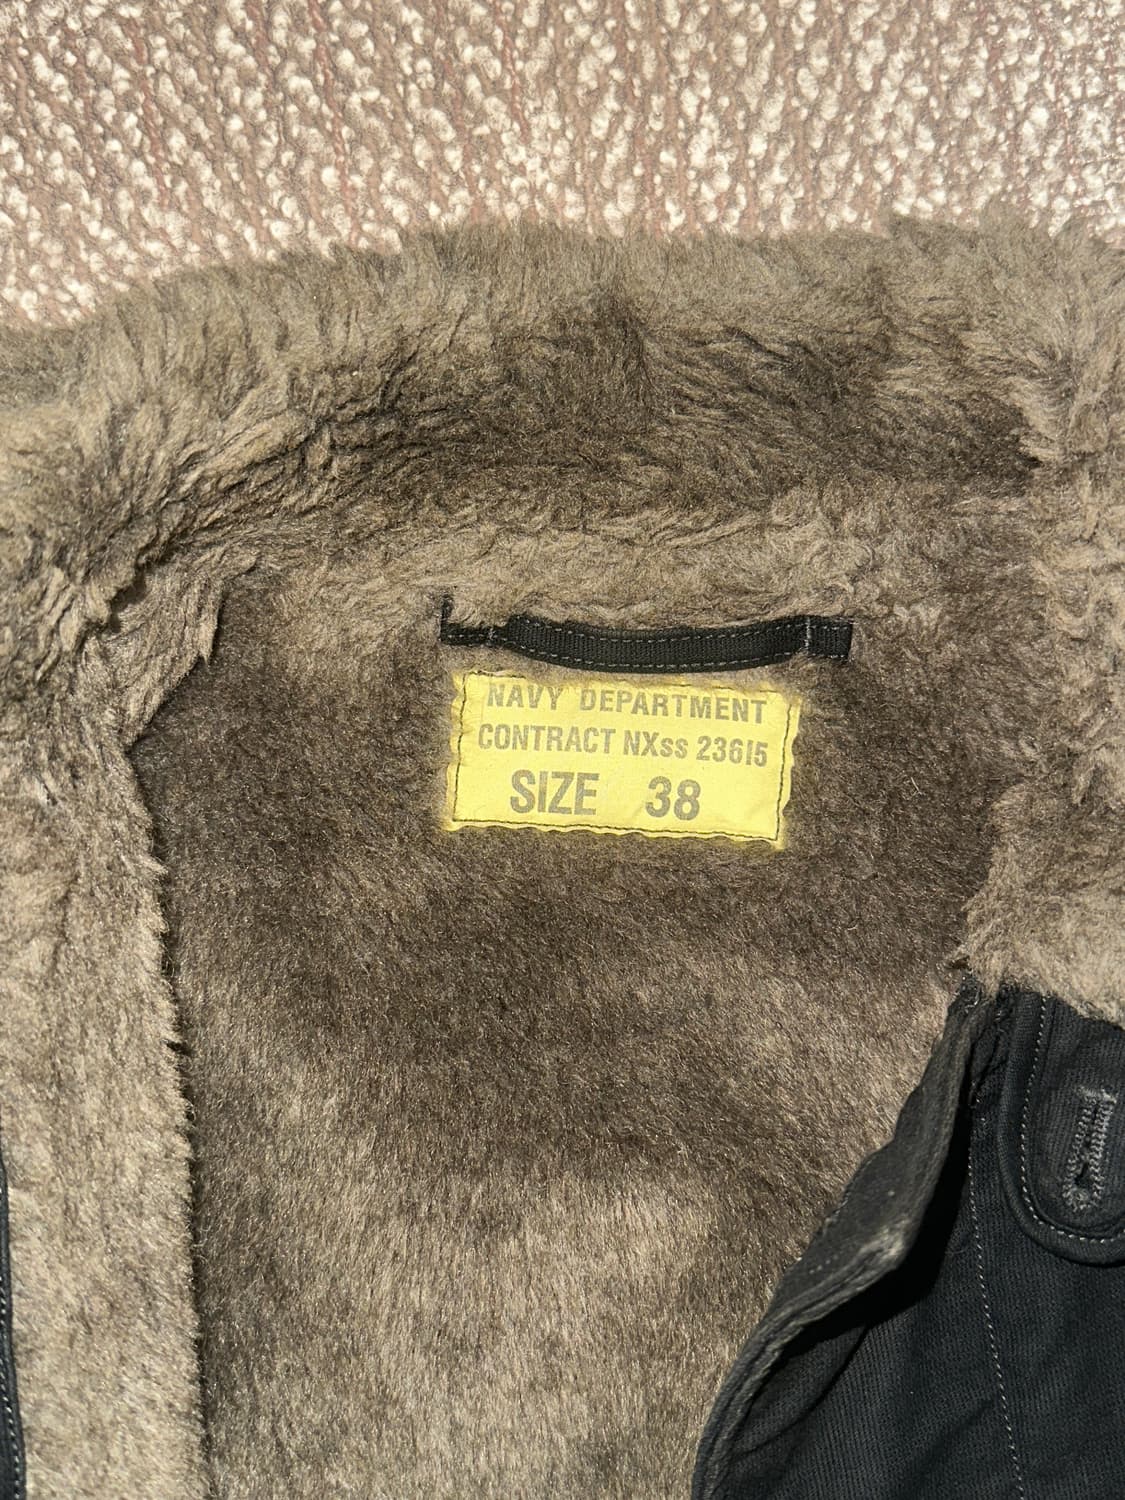 NAVY DEPARTMENT
CONTRACT NXss 23615
SIZE 38